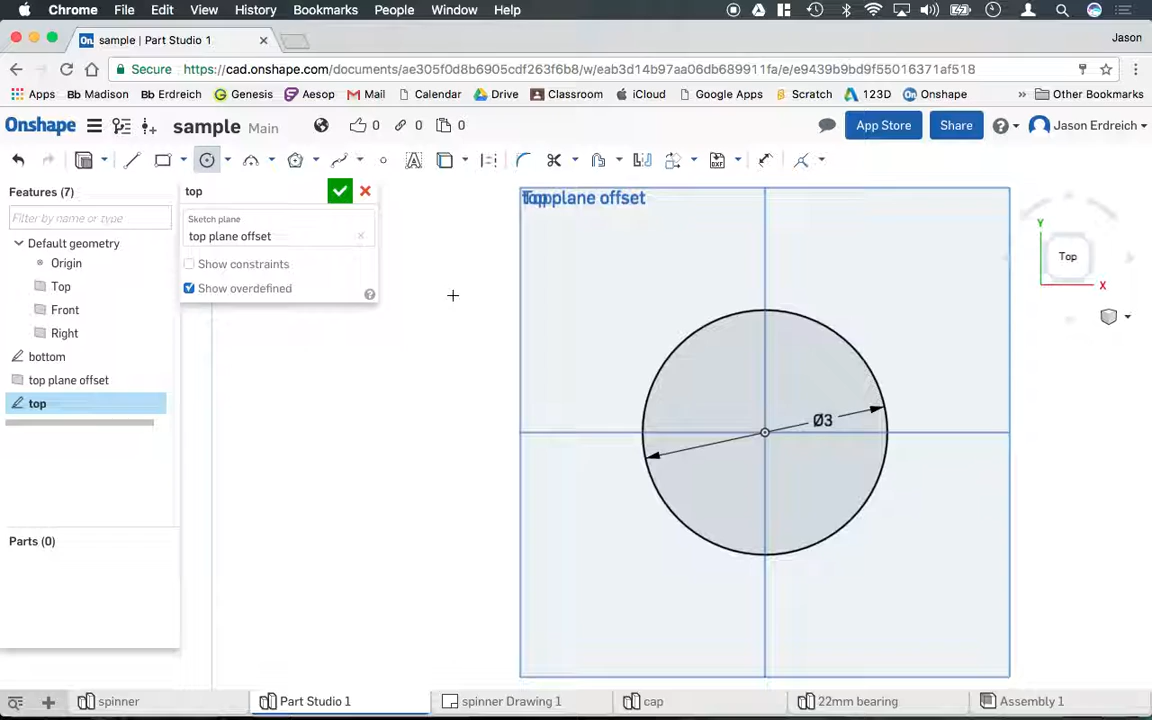 Chrome File Edit View History Bookmarks People Window Help
sample | Part Studio 1 Jason
Secure https://cad.onshape.com/documents/ae305f0d8b6905cdf263f6b8/w/eab3d14b97aa06db689911fa/e/e9439b9bd9f55016371af518
Apps Bb Madison Bb Erdreich Genesis Aesop Mail Calendar Drive Classroom iCloud Google Apps Scratch 123D Onshape » Other Bookmarks
Onshape sample Main 0 0 0 App Store Share Jason Erdreich
Features (7)
Filter by name or type
Default geometry
Origin
Top
Front
Right
bottom
top plane offset
top
Parts (0)
top
Sketch plane
top plane offset
Show constraints
Show overdefined
top plane offset
Ø3
Y
Top
X
spinner Part Studio 1 spinner Drawing 1 cap 22mm bearing Assembly 1